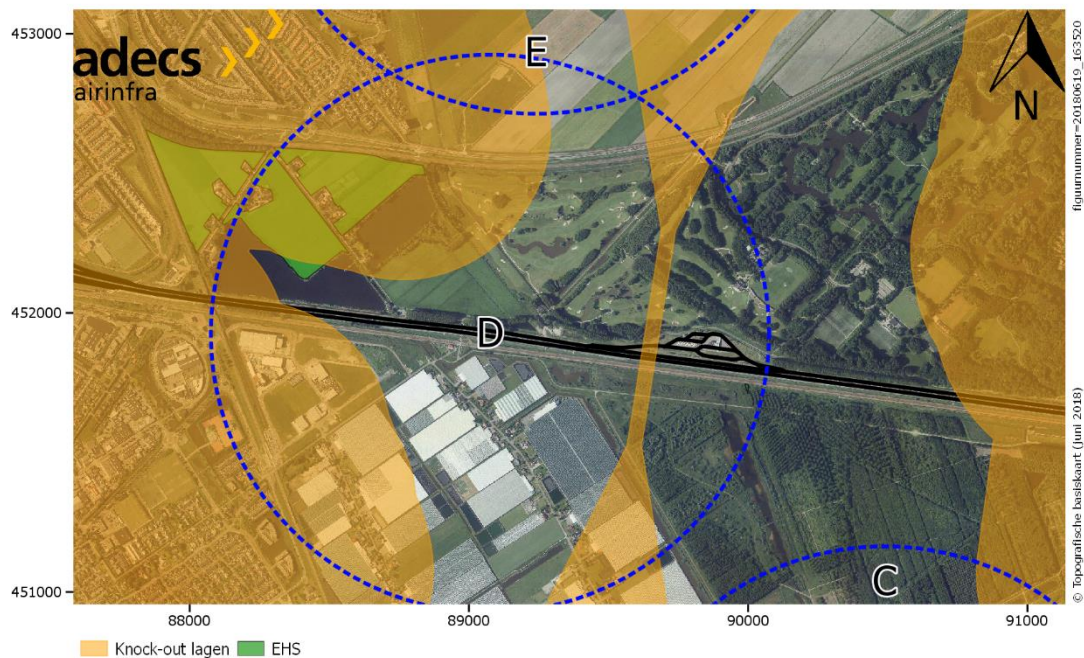 453000
452000
451000
adecs
airinfra
E
N
D
C
88000
89000
90000
91000
Knock-out lagen
EHS
figuurnummer=20180619_163520
© Topografische basiskaart (Juni 2018)